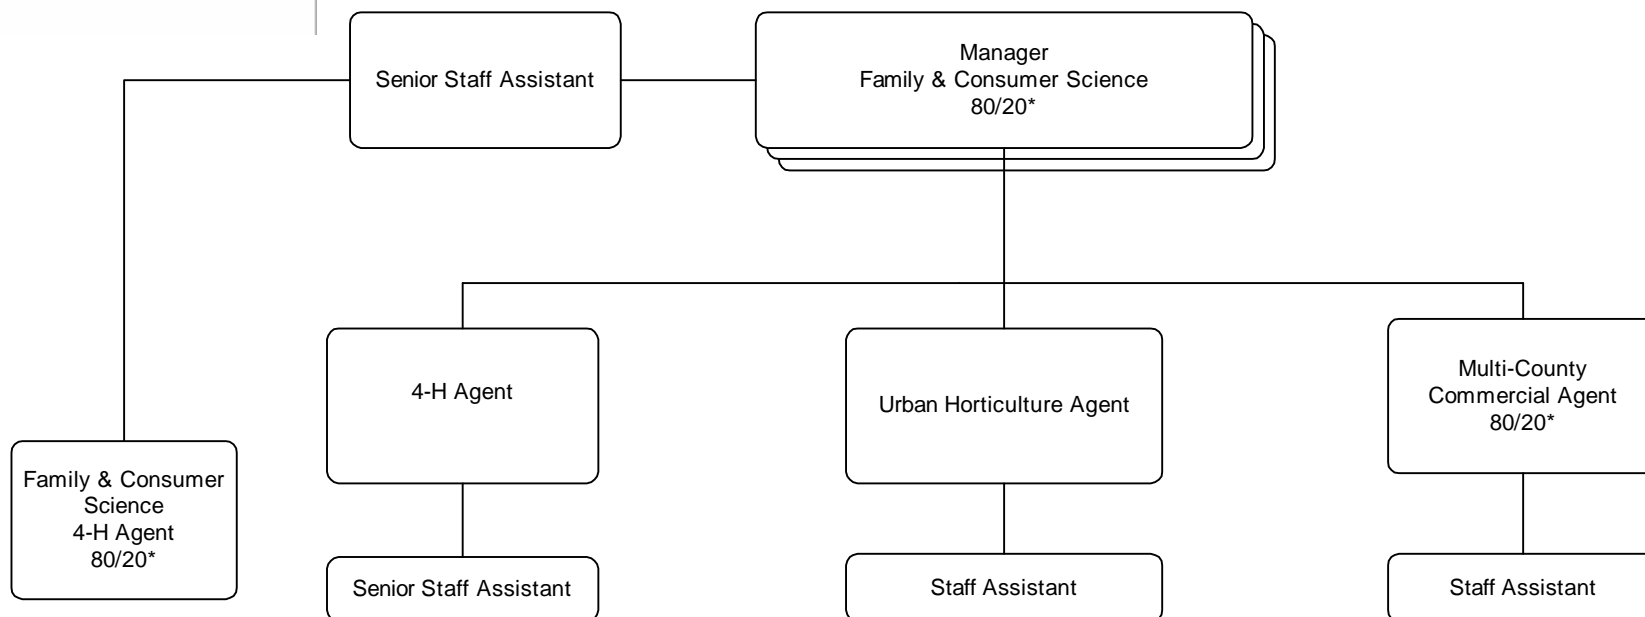 Senior Staff Assistant
Manager
Family & Consumer Science
80/20*
4-H Agent
Urban Horticulture Agent
Multi-County
Commercial Agent
80/20*
Family & Consumer
Science
4-H Agent
80/20*
Senior Staff Assistant
Staff Assistant
Staff Assistant